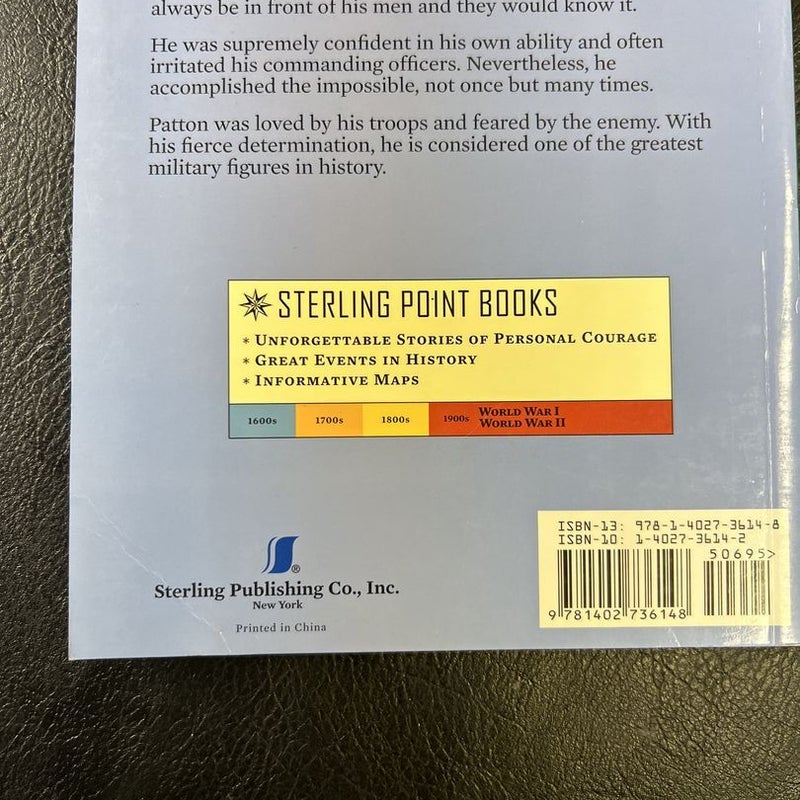 always be in front of his men and they would know it.
He was supremely confident in his own ability and often
irritated his commanding officers. Nevertheless, he
accomplished the impossible, not once but many times.
Patton was loved by his troops and feared by the enemy. With
his fierce determination, he is considered one of the greatest
military figures in history.
STERLING POINT BOOKS
* UNFORGETTABLE STORIES OF PERSONAL COURAGE
* GREAT EVENTS IN HISTORY
* INFORMATIVE MAPS
1600s 1700s 1800s 1900s WORLD WAR I
WORLD WAR II
ISBN-13: 978-1-4027-3614-8
ISBN-10: 1-4027-3614-2
50695>
9 781402 736148
®
Sterling Publishing Co., Inc.
New York
Printed in China